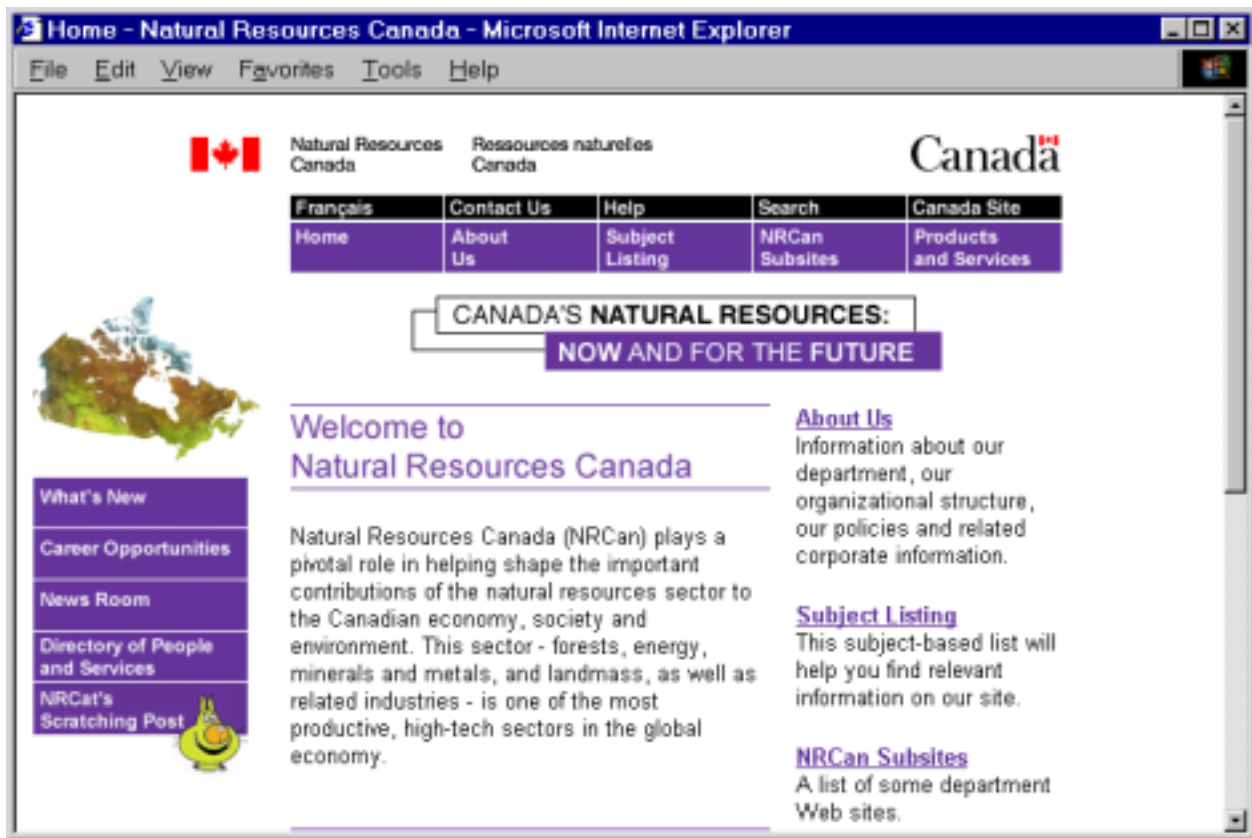 Home - Natural Resources Canada - Microsoft Internet Explorer
File Edit View Favorites Tools Help
Natural Resources Ressources naturelles
Canada Canada
Canada
Français Contact Us Help Search Canada Site
Home About Us Subject Listing NRCan Subsites Products and Services
CANADA'S NATURAL RESOURCES:
NOW AND FOR THE FUTURE
What's New
Career Opportunities
News Room
Directory of People
and Services
NRCat's
Scratching Post
Welcome to
Natural Resources Canada
Natural Resources Canada (NRCan) plays a
pivotal role in helping shape the important
contributions of the natural resources sector to
the Canadian economy, society and
environment. This sector - forests, energy,
minerals and metals, and landmass, as well as
related industries - is one of the most
productive, high-tech sectors in the global
economy.
About Us
Information about our
department, our
organizational structure,
our policies and related
corporate information.
Subject Listing
This subject-based list will
help you find relevant
information on our site.
NRCan Subsites
A list of some department
Web sites.